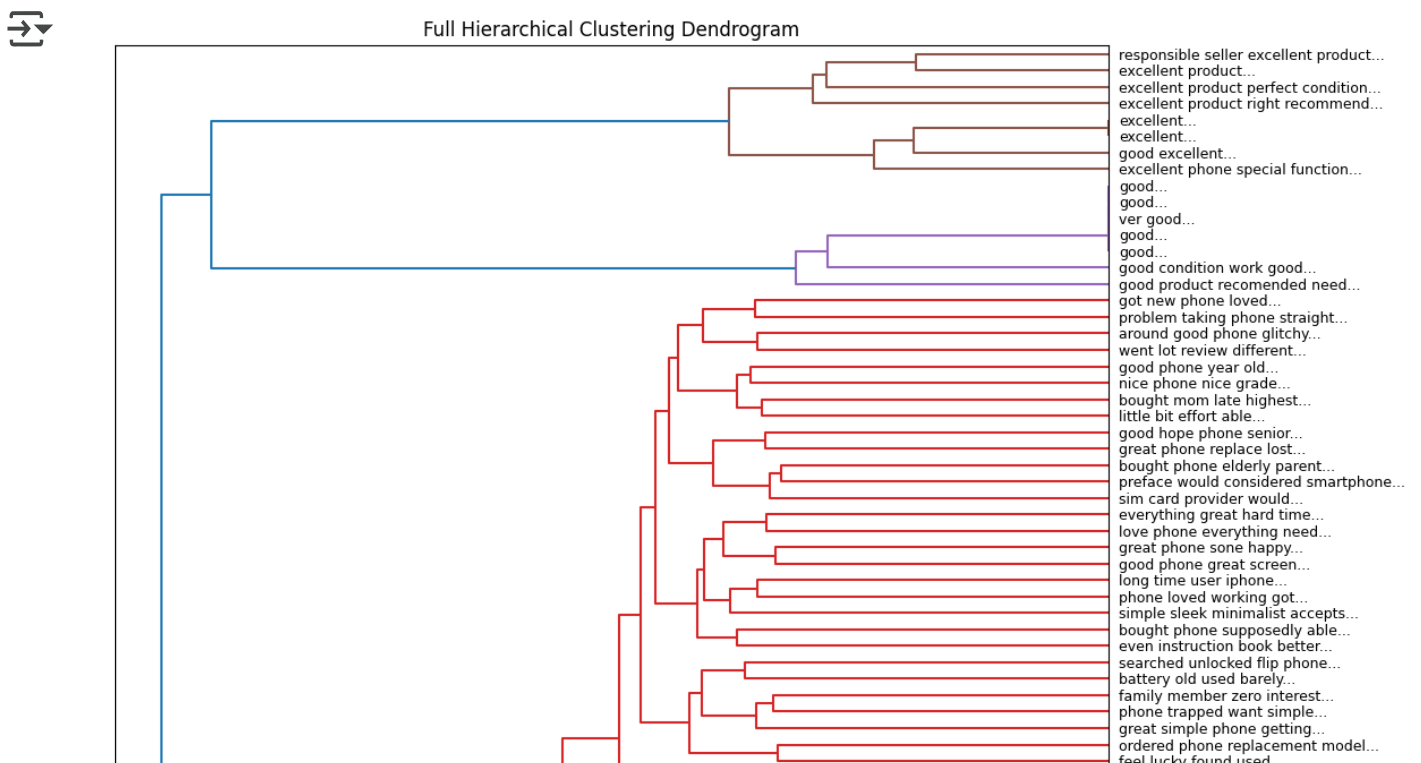 Full Hierarchical Clustering Dendrogram
responsible seller excellent product...
excellent product...
excellent product perfect condition...
excellent product right recommend...
excellent...
excellent...
good excellent...
excellent phone special function...
good...
good...
ver good...
good...
good...
good condition work good...
good product recomended need...
got new phone loved...
problem taking phone straight...
around good phone glitchy...
went lot review different...
good phone year old...
nice phone nice grade...
bought mom late highest...
little bit effort able...
good hope phone senior...
great phone replace lost...
bought phone elderly parent...
preface would considered smartphone...
sim card provider would...
everything great hard time...
love phone everything need...
great phone sone happy...
good phone great screen...
long time user iphone...
phone loved working got...
simple sleek minimalist accepts...
bought phone supposedly able...
even instruction book better...
searched unlocked flip phone...
battery old used barely...
family member zero interest...
phone trapped want simple...
great simple phone getting...
ordered phone replacement model...
feel lucky found used...